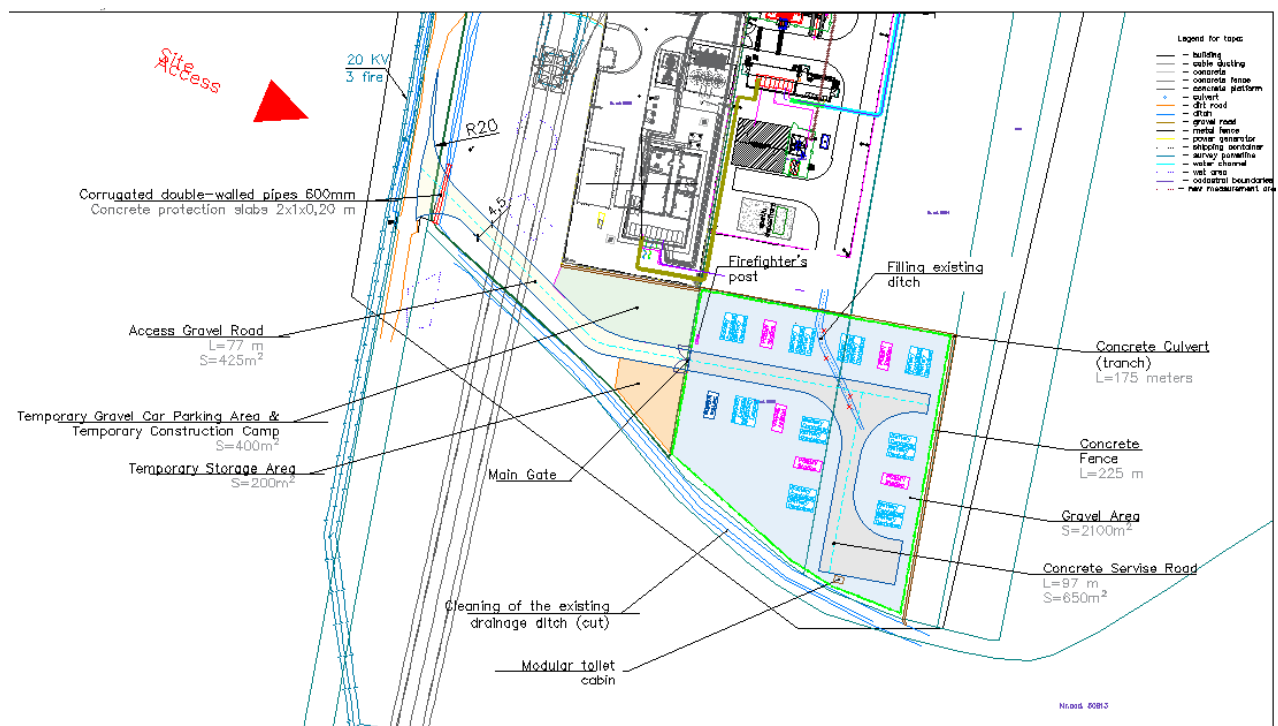 Site
Access
20 KV
3 fire
R20
4,5
Corrugated double-walled pipes 600mm
Concrete protection slabs 2x1x0,20 m
Access Gravel Road
L=77 m
S=425m²
Temporary Gravel Car Parking Area &
Temporary Construction Camp
S=400m²
Temporary Storage Area
S=200m²
Main Gate
Cleaning of the existing
drainage ditch (cut)
Modular toilet
cabin
Firefighter's
post
Filling existing
ditch
Concrete Culvert
(tranch)
L=175 meters
Concrete
Fence
L=225 m
Gravel Area
S=2100m²
Concrete Servise Road
L=97 m
S=650m²
Legend for topo:
— building
— cable ducting
— concrete
— concrete fence
— concrete platform
— culvert
— dirt road
— ditch
— gravel road
— metal fence
— power generator
— shipping container
— survey powerline
— water channel
— wet area
— cadastral boundaries
— new measurement are